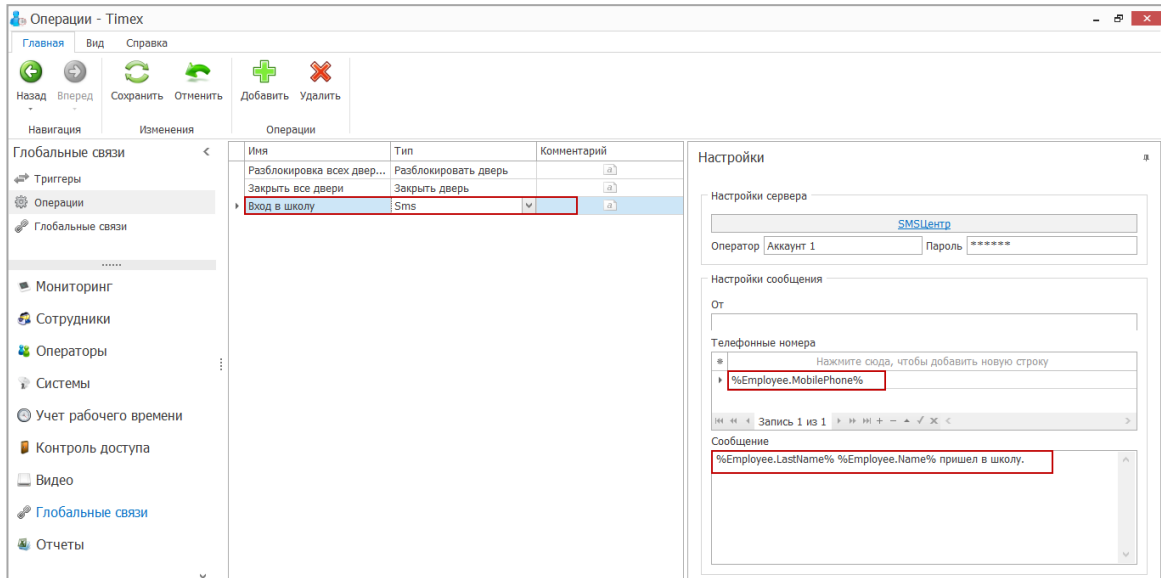 Операции - Timex
Главная Вид Справка
Назад Вперед Сохранить Отменить Добавить Удалить
Навигация Изменения Операции
Глобальные связи
Триггеры
Операции
Глобальные связи
Мониторинг
Сотрудники
Операторы
Системы
Учет рабочего времени
Контроль доступа
Видео
Глобальные связи
Отчеты
Имя Тип Комментарий
Разблокировка всех двер... Разблокировать дверь
Закрыть все двери Закрыть дверь
Вход в школу Sms
Настройки
Настройки сервера
SMSЦентр
Оператор Аккаунт 1 Пароль ******
Настройки сообщения
От
Телефонные номера
Нажмите сюда, чтобы добавить новую строку
%Employee.MobilePhone%
Запись 1 из 1
Сообщение
%Employee.LastName% %Employee.Name% пришел в школу.